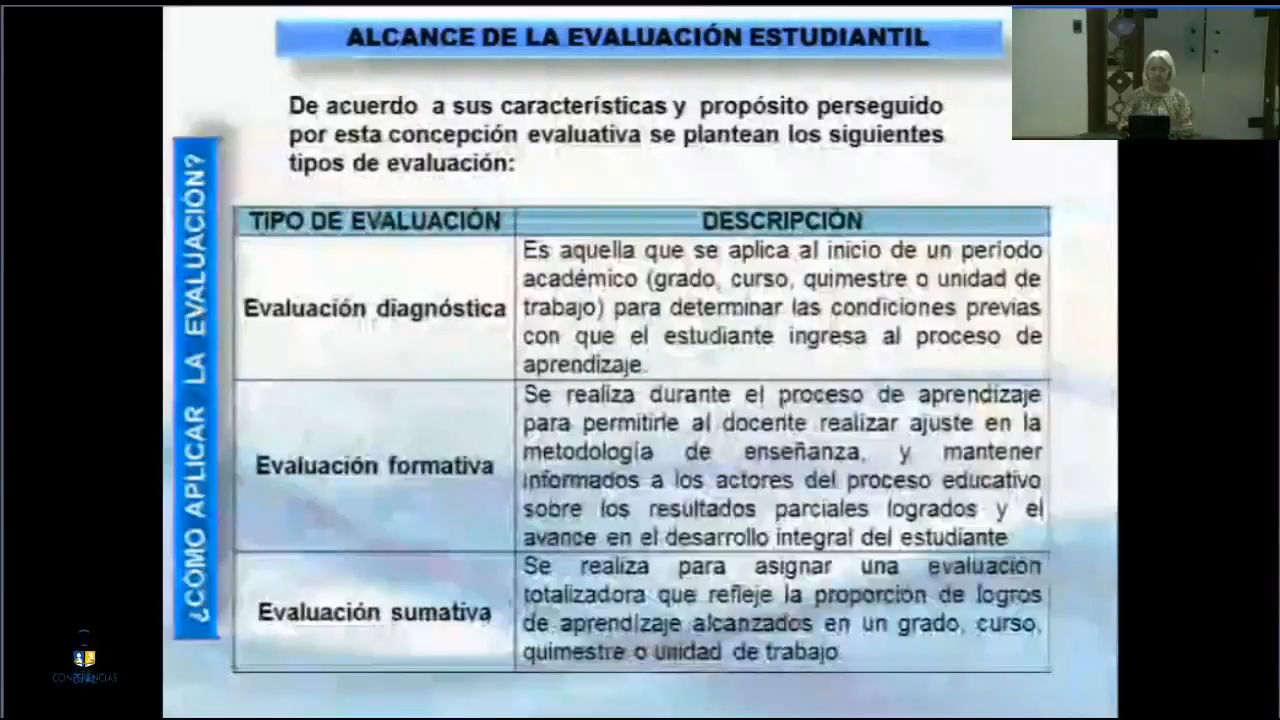 ALCANCE DE LA EVALUACIÓN ESTUDIANTIL
De acuerdo a sus características y propósito perseguido
por esta concepción evaluativa se plantean los siguientes
tipos de evaluación:
¿CÓMO APLICAR LA EVALUACIÓN?
TIPO DE EVALUACIÓN
DESCRIPCIÓN
Evaluación diagnóstica
Es aquella que se aplica al inicio de un período
académico (grado, curso, quimestre o unidad de
trabajo) para determinar las condiciones previas
con que el estudiante ingresa al proceso de
aprendizaje.
Evaluación formativa
Se realiza durante el proceso de aprendizaje
para permitirle al docente realizar ajuste en la
metodología de enseñanza, y mantener
informados a los actores del proceso educativo
sobre los resultados parciales logrados y el
avance en el desarrollo integral del estudiante
Evaluación sumativa
Se realiza para asignar una evaluación
totalizadora que refleje la proporción de logros
de aprendizaje alcanzados en un grado, curso,
quimestre o unidad de trabajo